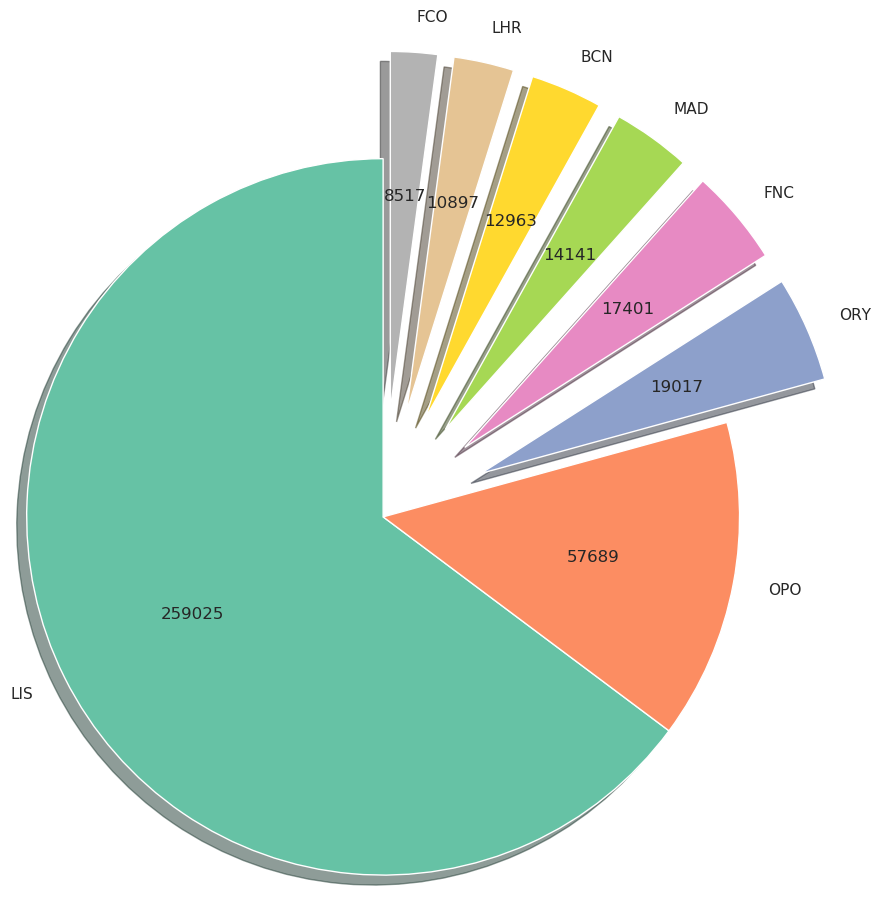 FCO
LHR
BCN
MAD
FNC
8517
10897
12963
14141
17401
ORY
19017
57689
OPO
259025
LIS